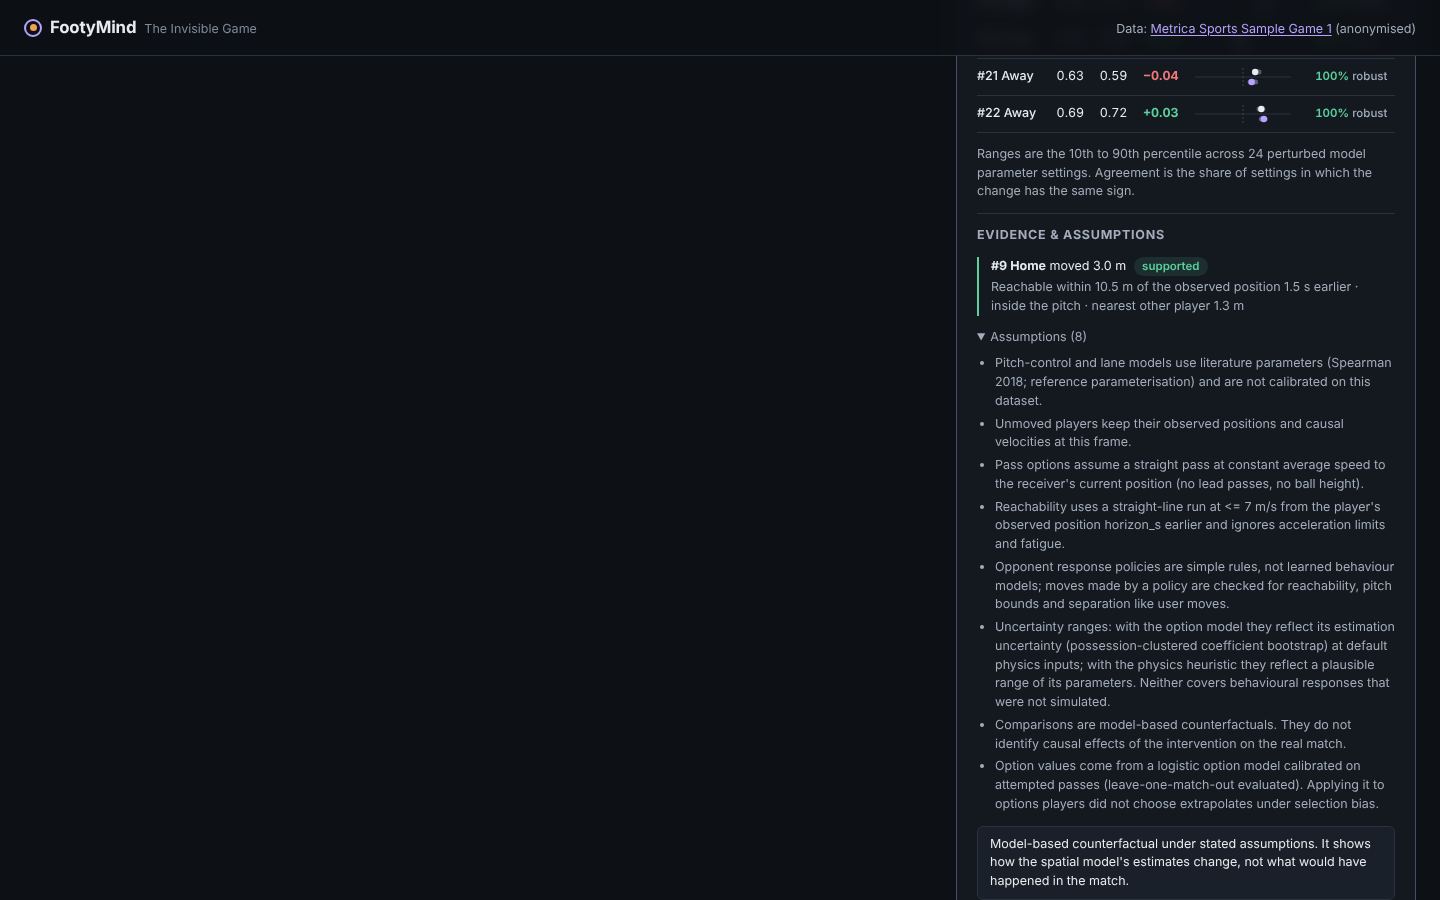 FootyMind The Invisible Game
Data: Metrica Sports Sample Game 1 (anonymised)
#21 Away 0.63 0.59 −0.04 100% robust
#22 Away 0.69 0.72 +0.03 100% robust
Ranges are the 10th to 90th percentile across 24 perturbed model
parameter settings. Agreement is the share of settings in which the
change has the same sign.
EVIDENCE & ASSUMPTIONS
#9 Home moved 3.0 m supported
Reachable within 10.5 m of the observed position 1.5 s earlier ·
inside the pitch · nearest other player 1.3 m
▼ Assumptions (8)
• Pitch-control and lane models use literature parameters (Spearman
2018; reference parameterisation) and are not calibrated on this
dataset.
• Unmoved players keep their observed positions and causal
velocities at this frame.
• Pass options assume a straight pass at constant average speed to
the receiver's current position (no lead passes, no ball height).
• Reachability uses a straight-line run at <= 7 m/s from the player's
observed position horizon_s earlier and ignores acceleration limits
and fatigue.
• Opponent response policies are simple rules, not learned behaviour
models; moves made by a policy are checked for reachability, pitch
bounds and separation like user moves.
• Uncertainty ranges: with the option model they reflect its estimation
uncertainty (possession-clustered coefficient bootstrap) at default
physics inputs; with the physics heuristic they reflect a plausible
range of its parameters. Neither covers behavioural responses that
were not simulated.
• Comparisons are model-based counterfactuals. They do not
identify causal effects of the intervention on the real match.
• Option values come from a logistic option model calibrated on
attempted passes (leave-one-match-out evaluated). Applying it to
options players did not choose extrapolates under selection bias.
Model-based counterfactual under stated assumptions. It shows
how the spatial model's estimates change, not what would have
happened in the match.